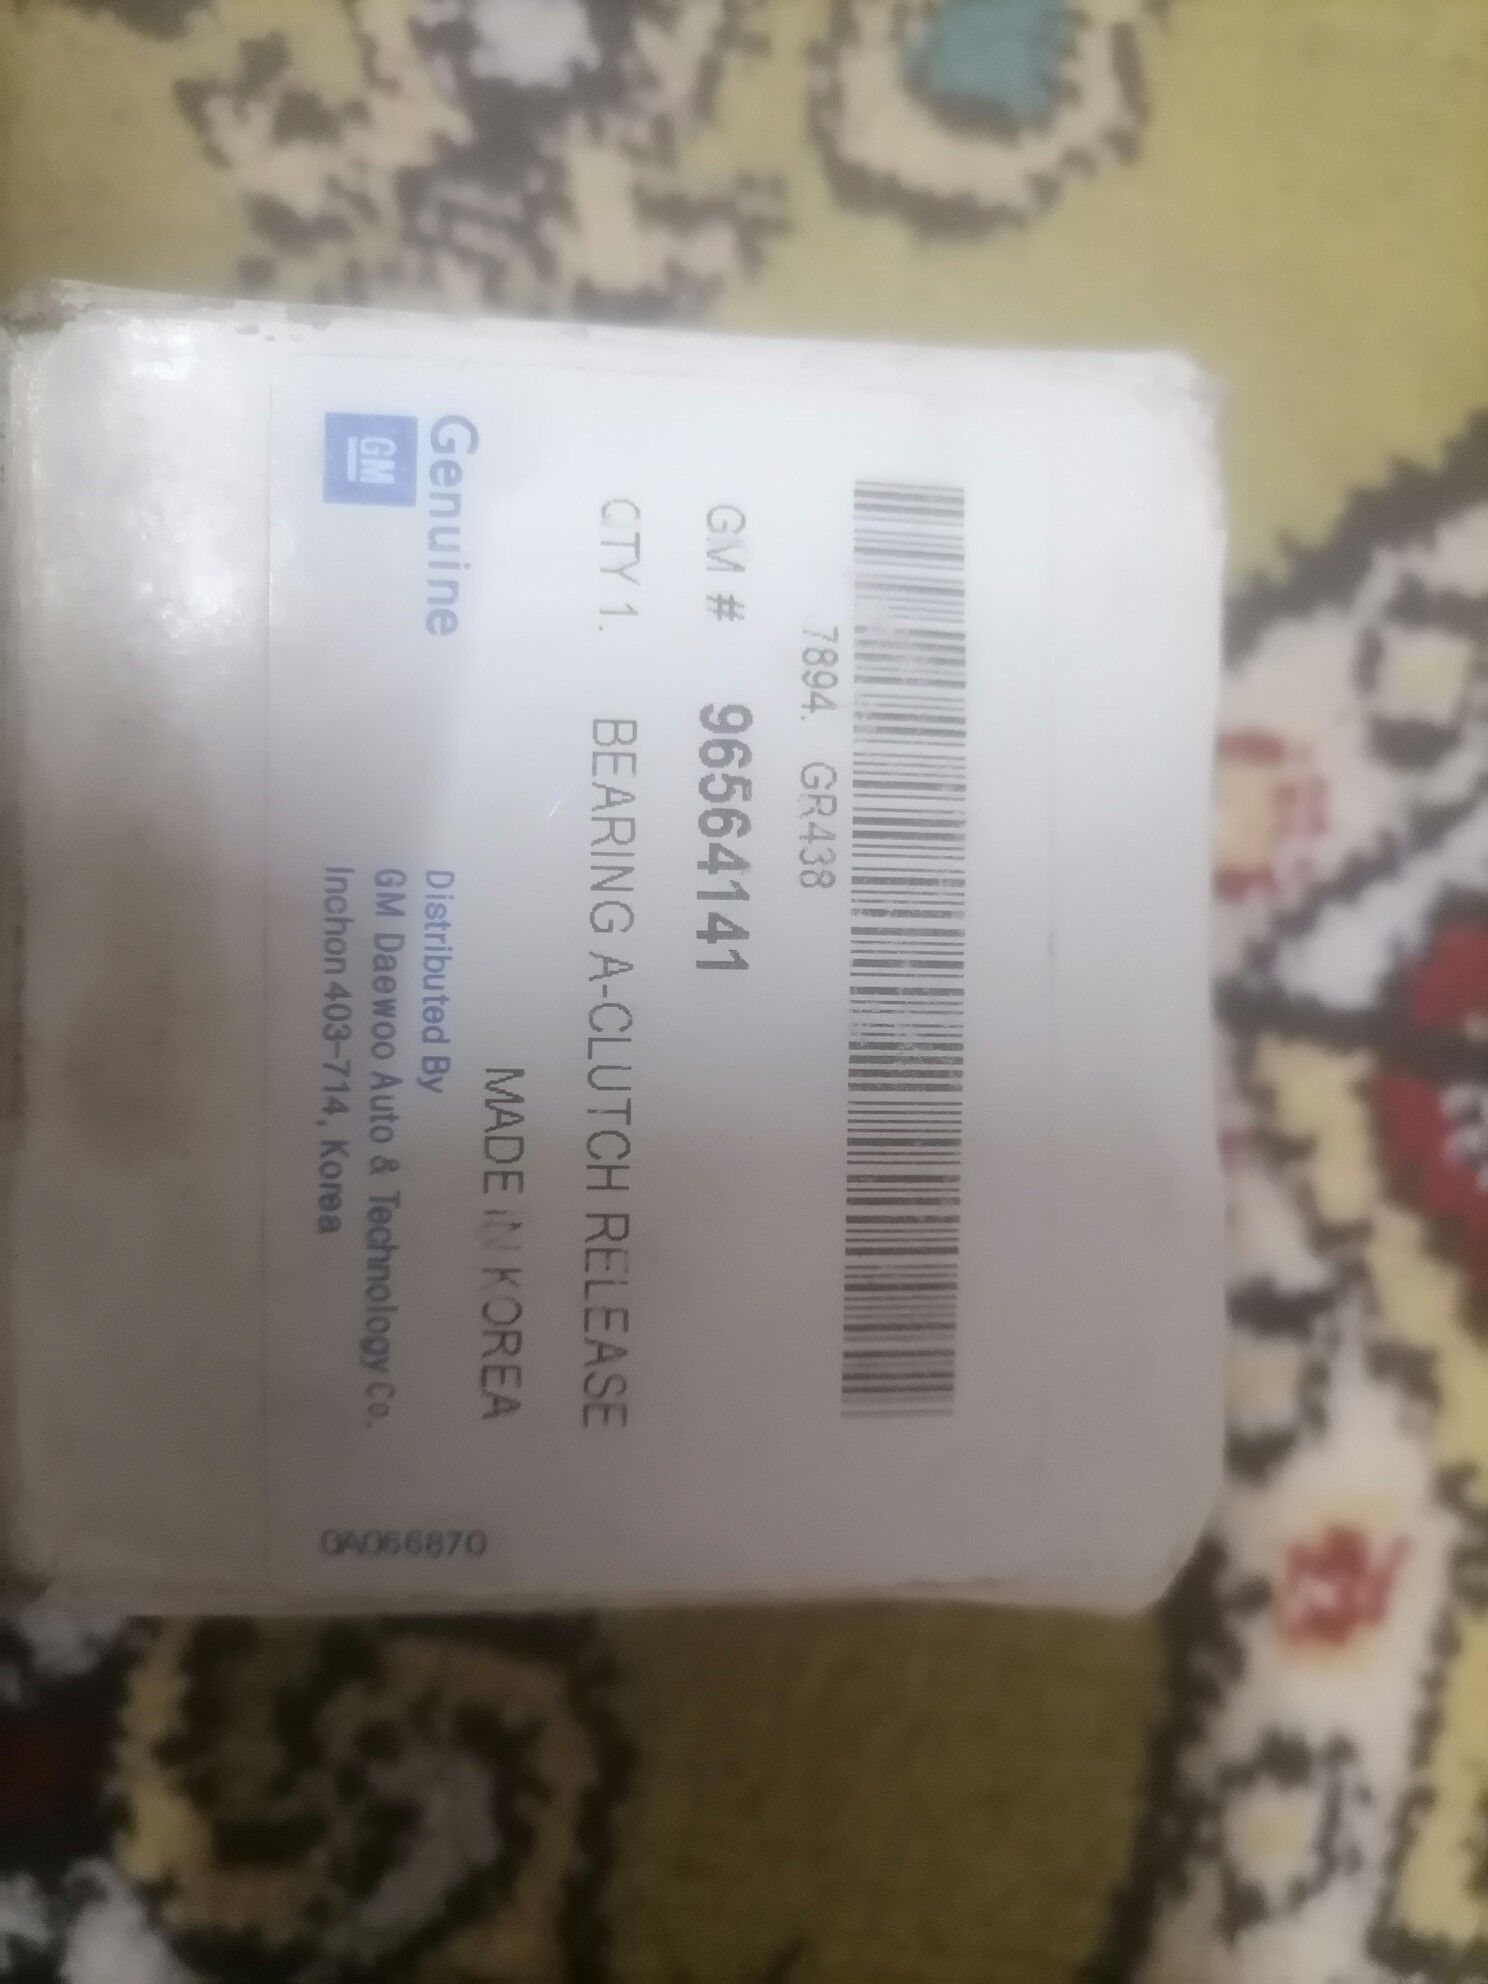 7894. GR438
GM # 96564141
QTY 1. BEARING A-CLUTCH RELEASE
MADE IN KOREA
Genuine
GM
Distributed By
GM Daewoo Auto & Technology Co.
Inchon 403-714, Korea
GA066870